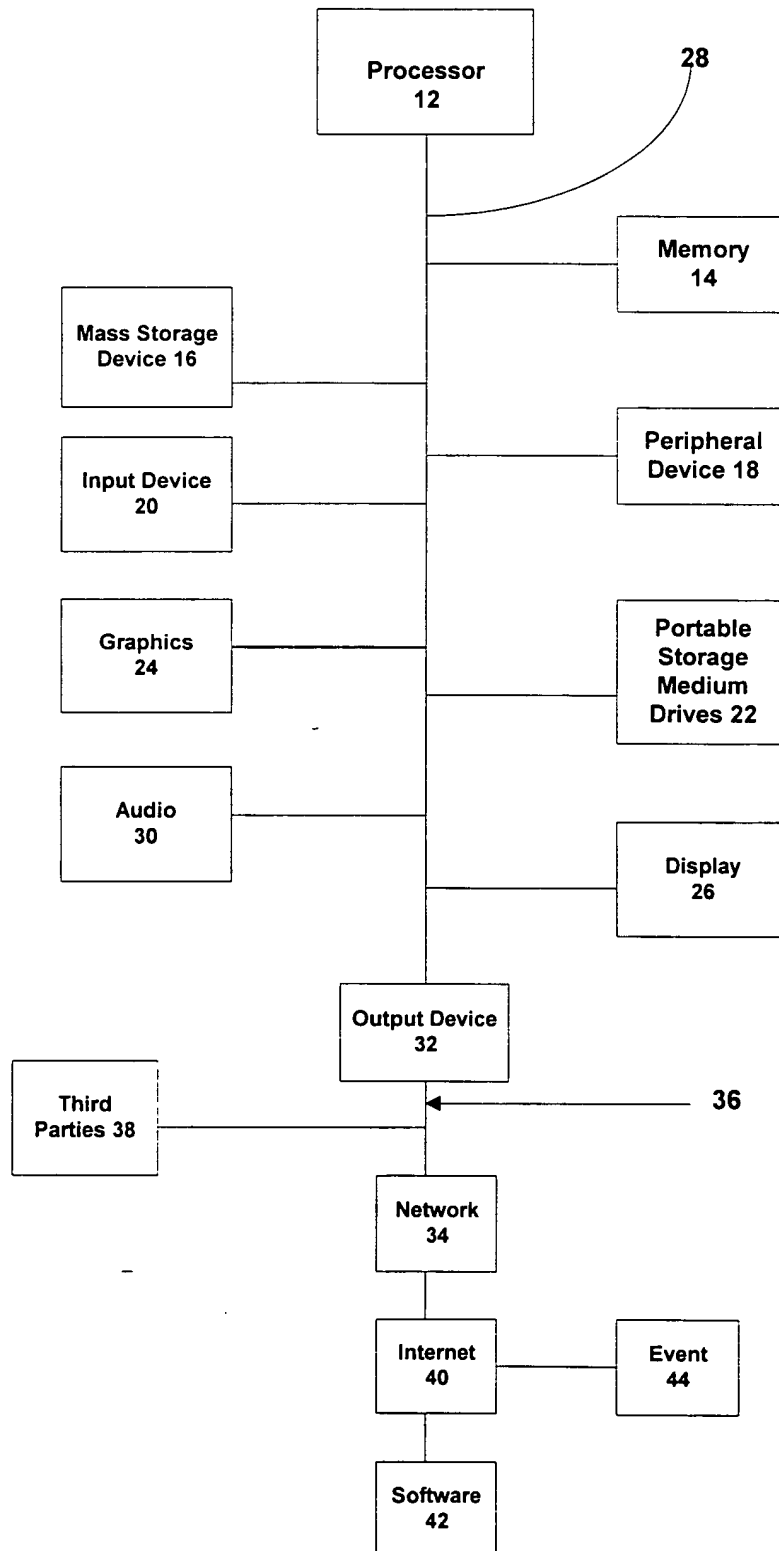 Processor
12
28
Memory
14
Mass Storage
Device 16
Peripheral
Device 18
Input Device
20
Portable
Storage
Medium
Drives 22
Graphics
24
Audio
30
Display
26
Output Device
32
36
Third
Parties 38
Network
34
Internet
40
Event
44
Software
42